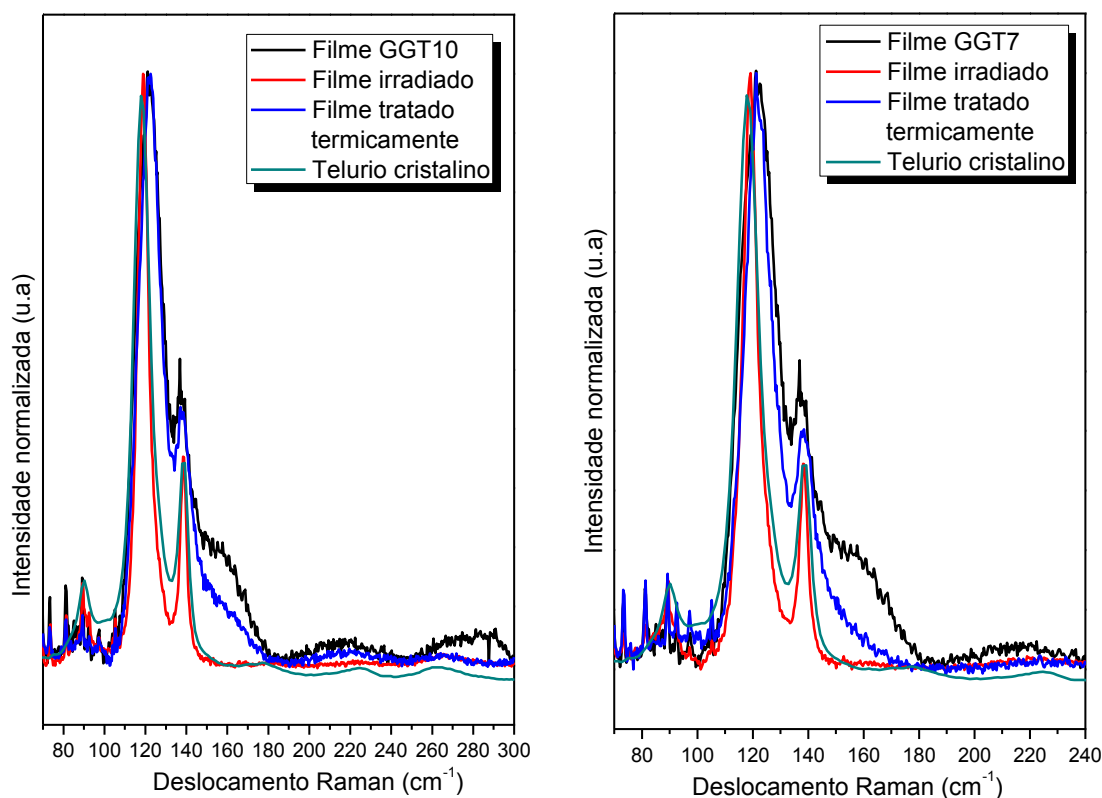 Filme GGT10
Filme irradiado
Filme tratado
termicamente
Telurio cristalino
Intensidade normalizada (u.a)
80 100 120 140 160 180 200 220 240 260 280 300
Deslocamento Raman (cm⁻¹)
Filme GGT7
Filme irradiado
Filme tratado
termicamente
Telurio cristalino
Intensidade normalizada (u.a)
80 100 120 140 160 180 200 220 240
Deslocamento Raman (cm⁻¹)